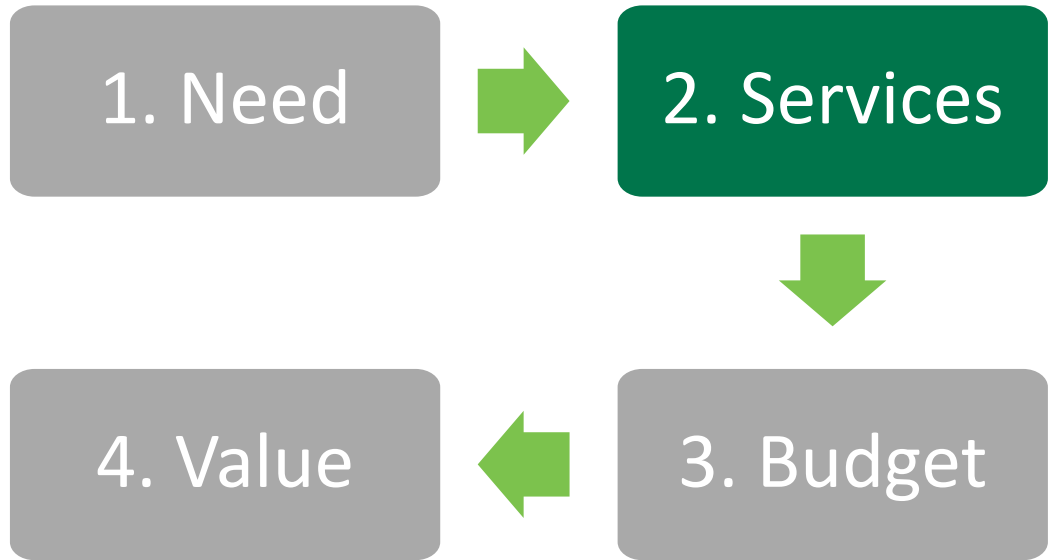 1. Need
2. Services
3. Budget
4. Value